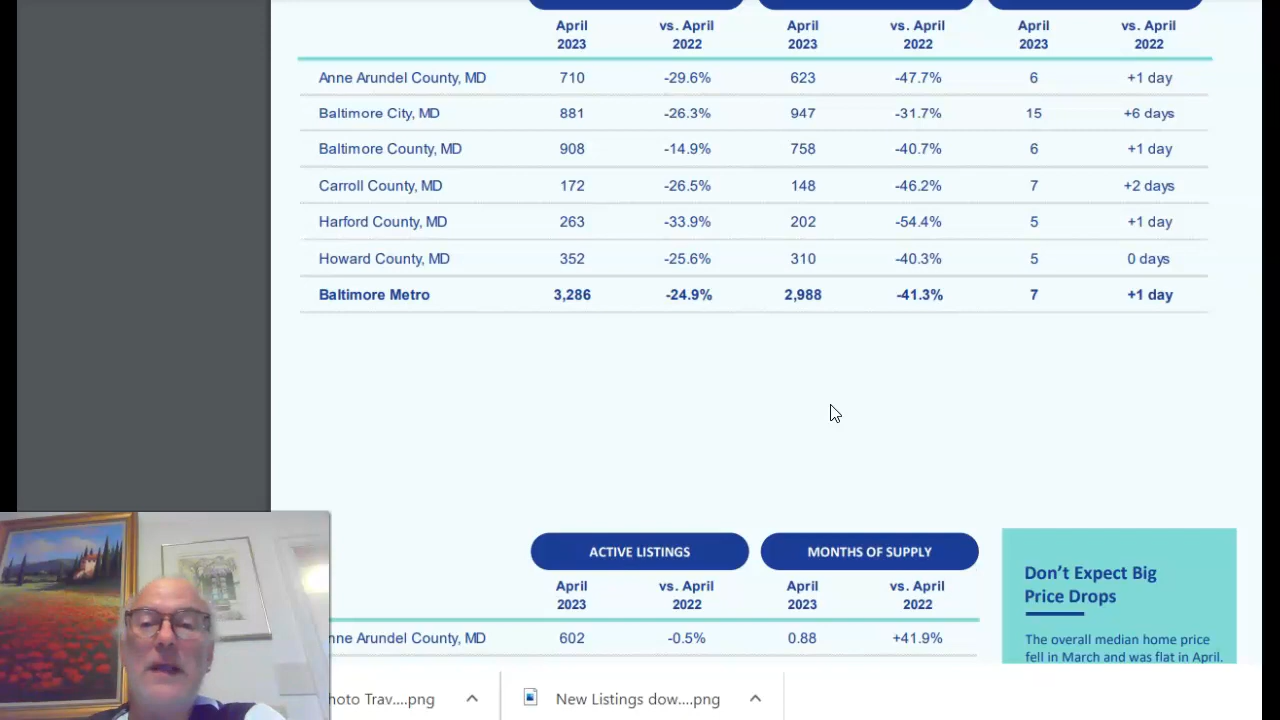 April vs. April April vs. April April vs. April
2023 2022 2023 2022 2023 2022
Anne Arundel County, MD 710 -29.6% 623 -47.7% 6 +1 day
Baltimore City, MD 881 -26.3% 947 -31.7% 15 +6 days
Baltimore County, MD 908 -14.9% 758 -40.7% 6 +1 day
Carroll County, MD 172 -26.5% 148 -46.2% 7 +2 days
Harford County, MD 263 -33.9% 202 -54.4% 5 +1 day
Howard County, MD 352 -25.6% 310 -40.3% 5 0 days
Baltimore Metro 3,286 -24.9% 2,988 -41.3% 7 +1 day
ACTIVE LISTINGS MONTHS OF SUPPLY
April vs. April April vs. April
2023 2022 2023 2022
nne Arundel County, MD 602 -0.5% 0.88 +41.9%
Don't Expect Big
Price Drops
The overall median home price
fell in March and was flat in April.
hoto Trav....png New Listings dow....png